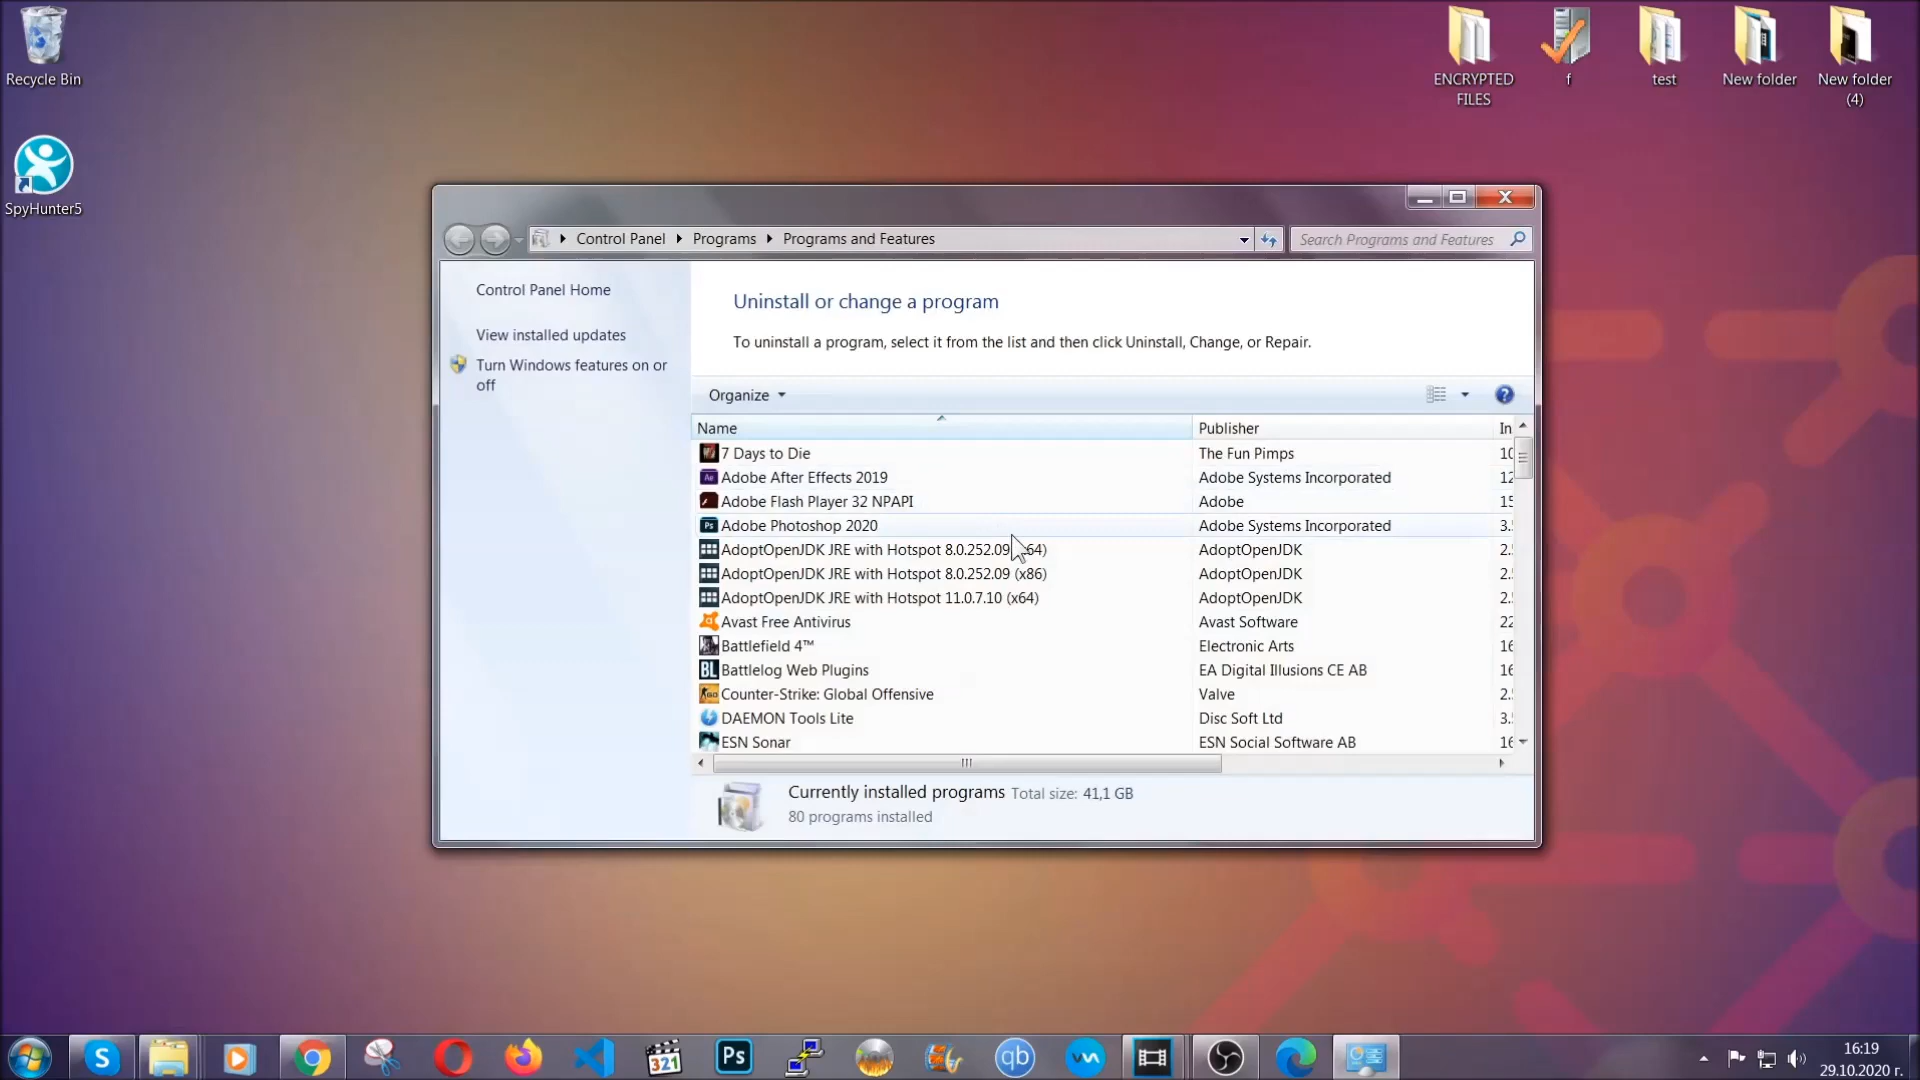 Recycle Bin
SpyHunter5
ENCRYPTED
FILES
f
test
New folder
New folder
(4)
Control Panel
Programs
Programs and Features
Search Programs and Features
Control Panel Home
View installed updates
Turn Windows features on or
off
Uninstall or change a program
To uninstall a program, select it from the list and then click Uninstall, Change, or Repair.
Organize
Name Publisher In
7 Days to Die The Fun Pimps 10
Adobe After Effects 2019 Adobe Systems Incorporated 12
Adobe Flash Player 32 NPAPI Adobe 15
Adobe Photoshop 2020 Adobe Systems Incorporated 3.
AdoptOpenJDK JRE with Hotspot 8.0.252.09 x64) AdoptOpenJDK 2.
AdoptOpenJDK JRE with Hotspot 8.0.252.09 (x86) AdoptOpenJDK 2.
AdoptOpenJDK JRE with Hotspot 11.0.7.10 (x64) AdoptOpenJDK 2.
Avast Free Antivirus Avast Software 22
Battlefield 4™ Electronic Arts 16
BL Battlelog Web Plugins EA Digital Illusions CE AB 16
Counter-Strike: Global Offensive Valve 2.
DAEMON Tools Lite Disc Soft Ltd 3.
ESN Sonar ESN Social Software AB 16
Currently installed programs Total size: 41,1 GB
80 programs installed
S
321
Ps
qb
16:19
29.10.2020 г.